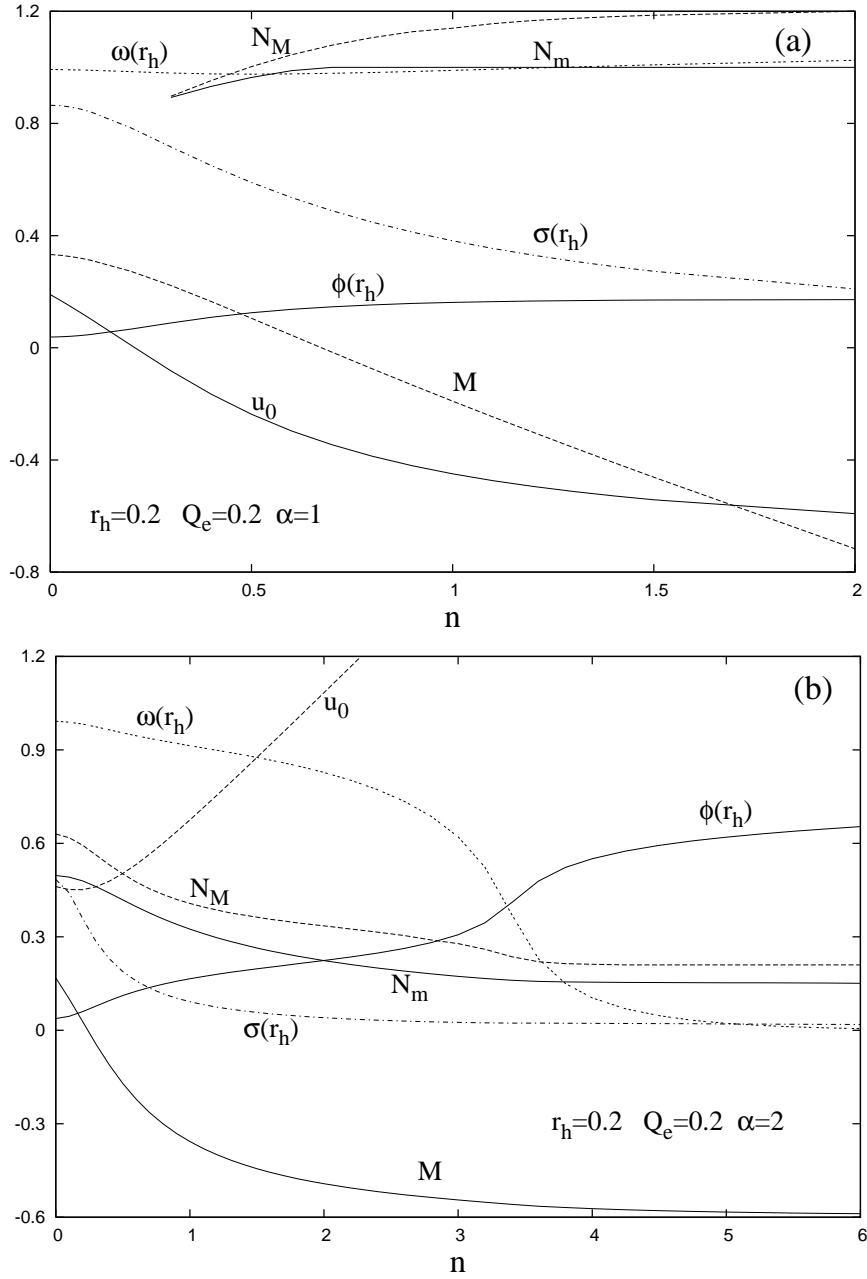 1.2
N_M
(a)
ω(r_h)
N_m
0.8
σ(r_h)
0.4
ϕ(r_h)
0
M
u_0
-0.4
r_h=0.2 Q_e=0.2 α=1
-0.8
0 0.5 1 1.5 2
n
1.2
(b)
u_0
ω(r_h)
0.9
ϕ(r_h)
0.6
N_M
0.3
N_m
σ(r_h)
0
r_h=0.2 Q_e=0.2 α=2
-0.3
M
-0.6
0 1 2 3 4 5 6
n